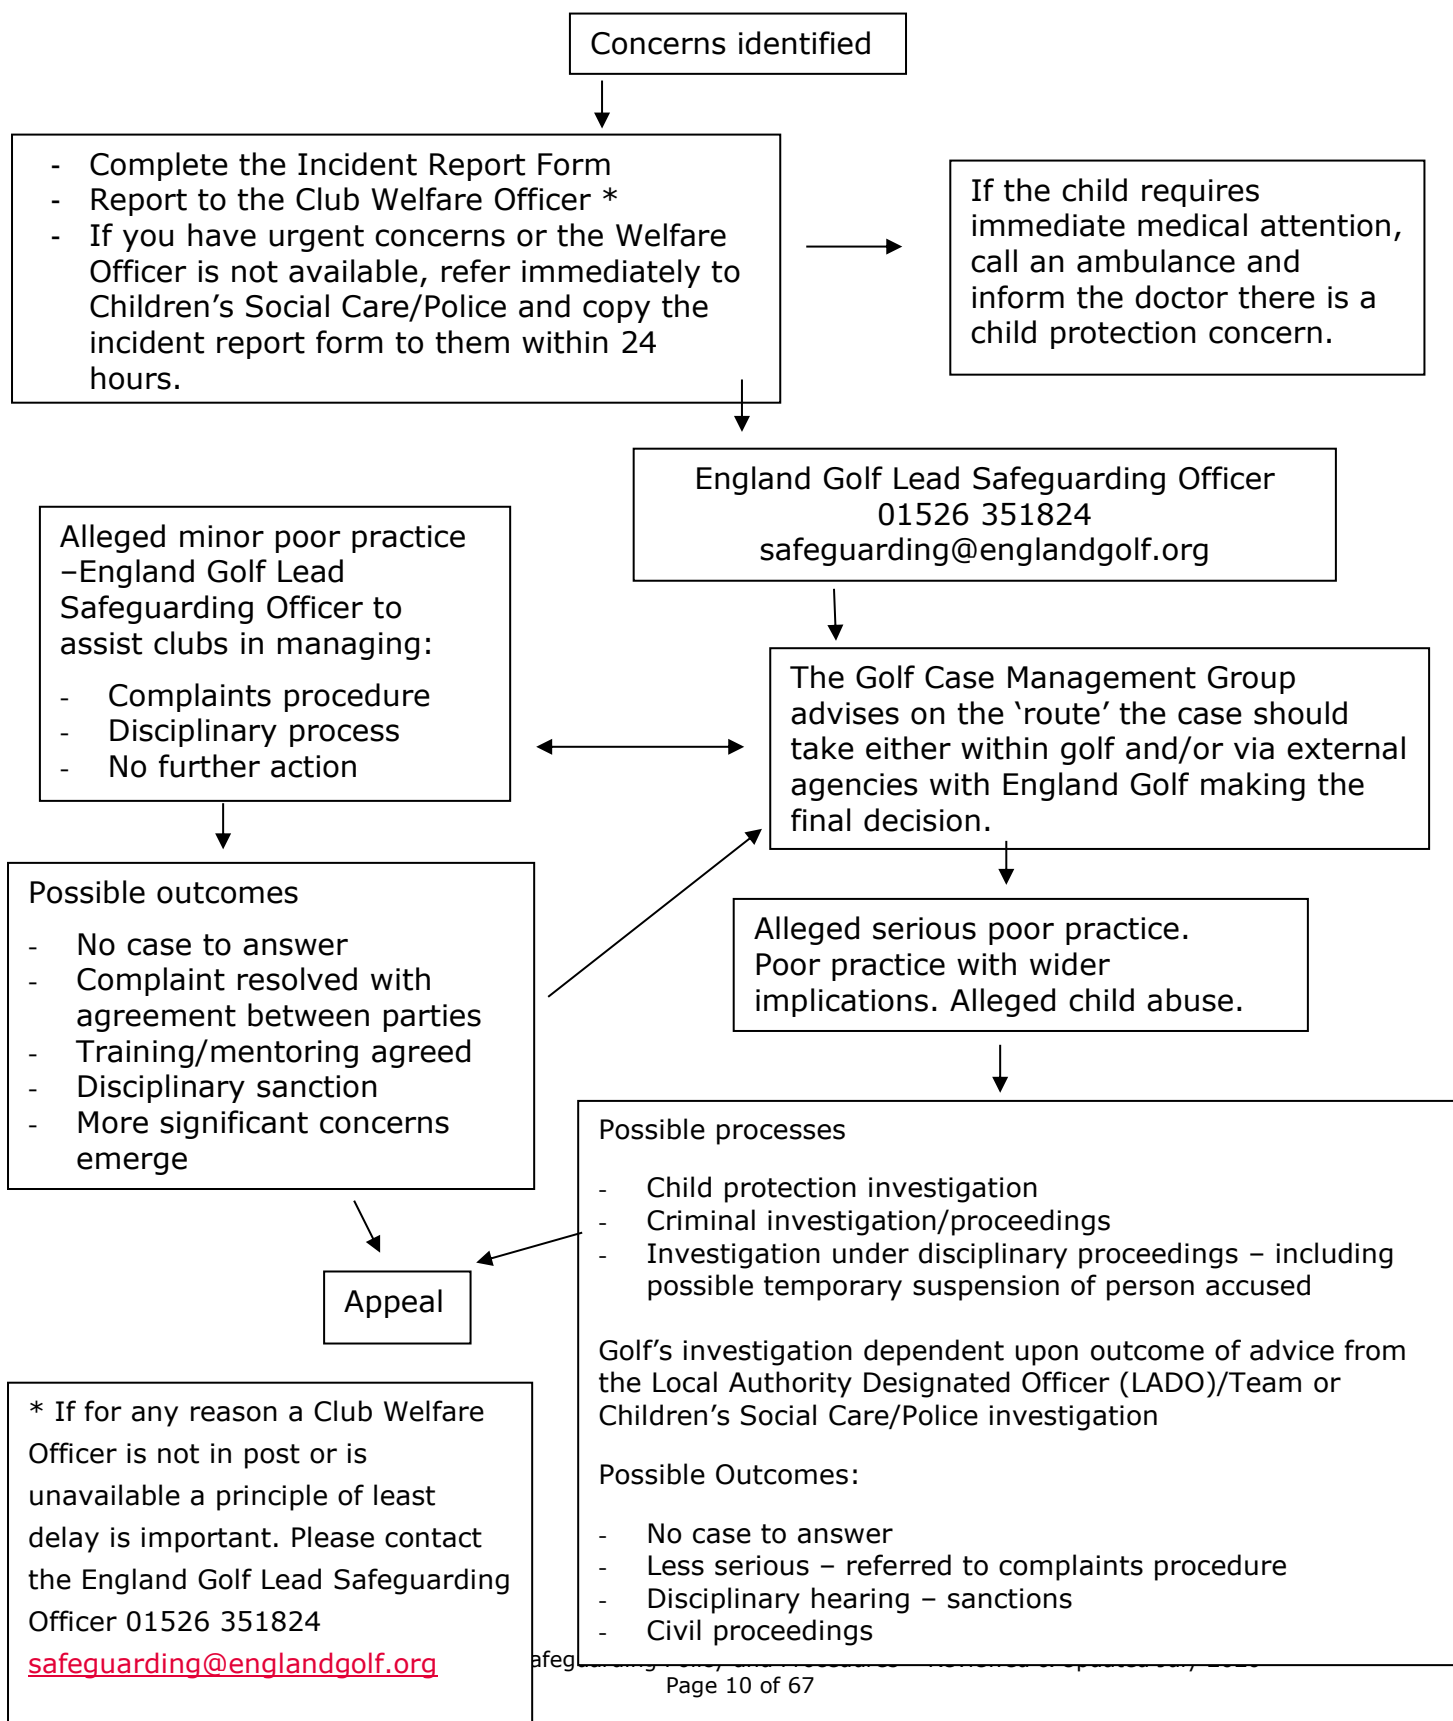 Concerns identified
- Complete the Incident Report Form
- Report to the Club Welfare Officer *
- If you have urgent concerns or the Welfare
Officer is not available, refer immediately to
Children’s Social Care/Police and copy the
incident report form to them within 24
hours.
If the child requires
immediate medical attention,
call an ambulance and
inform the doctor there is a
child protection concern.
England Golf Lead Safeguarding Officer
01526 351824
safeguarding@englandgolf.org
Alleged minor poor practice
–England Golf Lead
Safeguarding Officer to
assist clubs in managing:
- Complaints procedure
- Disciplinary process
- No further action
The Golf Case Management Group
advises on the ‘route’ the case should
take either within golf and/or via external
agencies with England Golf making the
final decision.
Possible outcomes
- No case to answer
- Complaint resolved with
agreement between parties
- Training/mentoring agreed
- Disciplinary sanction
- More significant concerns
emerge
Alleged serious poor practice.
Poor practice with wider
implications. Alleged child abuse.
Possible processes
- Child protection investigation
- Criminal investigation/proceedings
- Investigation under disciplinary proceedings – including
possible temporary suspension of person accused
Golf’s investigation dependent upon outcome of advice from
the Local Authority Designated Officer (LADO)/Team or
Children’s Social Care/Police investigation
Possible Outcomes:
- No case to answer
- Less serious – referred to complaints procedure
- Disciplinary hearing – sanctions
- Civil proceedings
Appeal
* If for any reason a Club Welfare
Officer is not in post or is
unavailable a principle of least
delay is important. Please contact
the England Golf Lead Safeguarding
Officer 01526 351824
safeguarding@englandgolf.org
Page 10 of 67